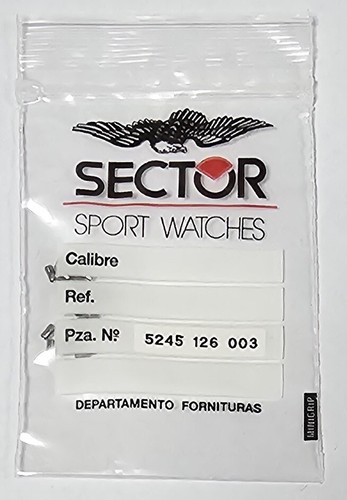 SECTOR
SPORT WATCHES
Calibre
Ref.
Pza. Nº 5245 126 003
DEPARTAMENTO FORNITURAS
MINIGRIP